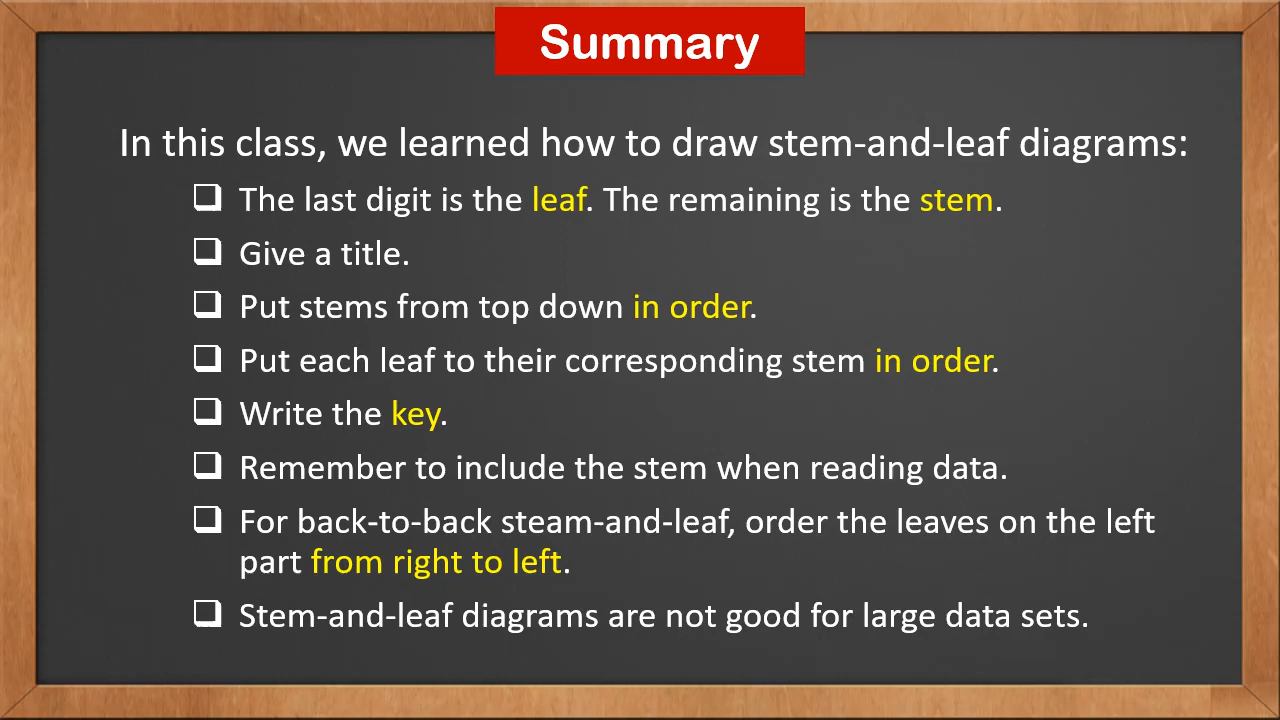 Summary
In this class, we learned how to draw stem-and-leaf diagrams:
The last digit is the leaf. The remaining is the stem.
Give a title.
Put stems from top down in order.
Put each leaf to their corresponding stem in order.
Write the key.
Remember to include the stem when reading data.
For back-to-back steam-and-leaf, order the leaves on the left
part from right to left.
Stem-and-leaf diagrams are not good for large data sets.